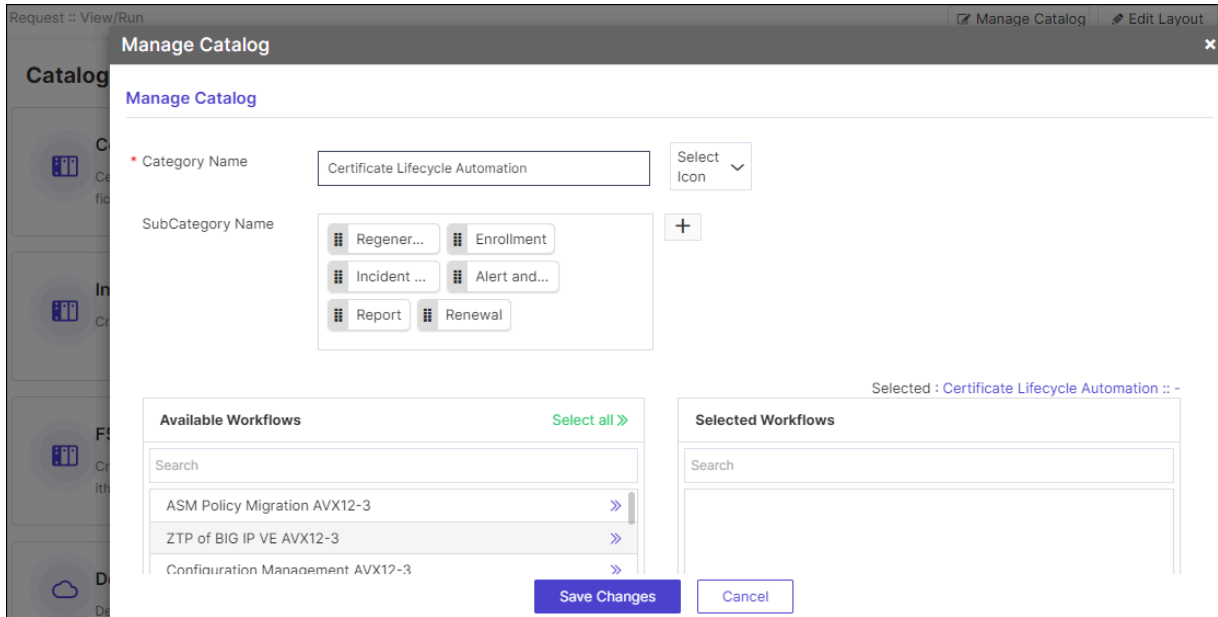 Request :: View/Run
Manage Catalog
Edit Layout
Manage Catalog
Catalog
Manage Catalog
* Category Name
Certificate Lifecycle Automation
Select
Icon
SubCategory Name
Regener...
Enrollment
Incident ...
Alert and...
Report
Renewal
Selected : Certificate Lifecycle Automation :: -
Available Workflows
Select all
Selected Workflows
Search
Search
ASM Policy Migration AVX12-3
ZTP of BIG IP VE AVX12-3
Configuration Management AVX12-3
Save Changes
Cancel